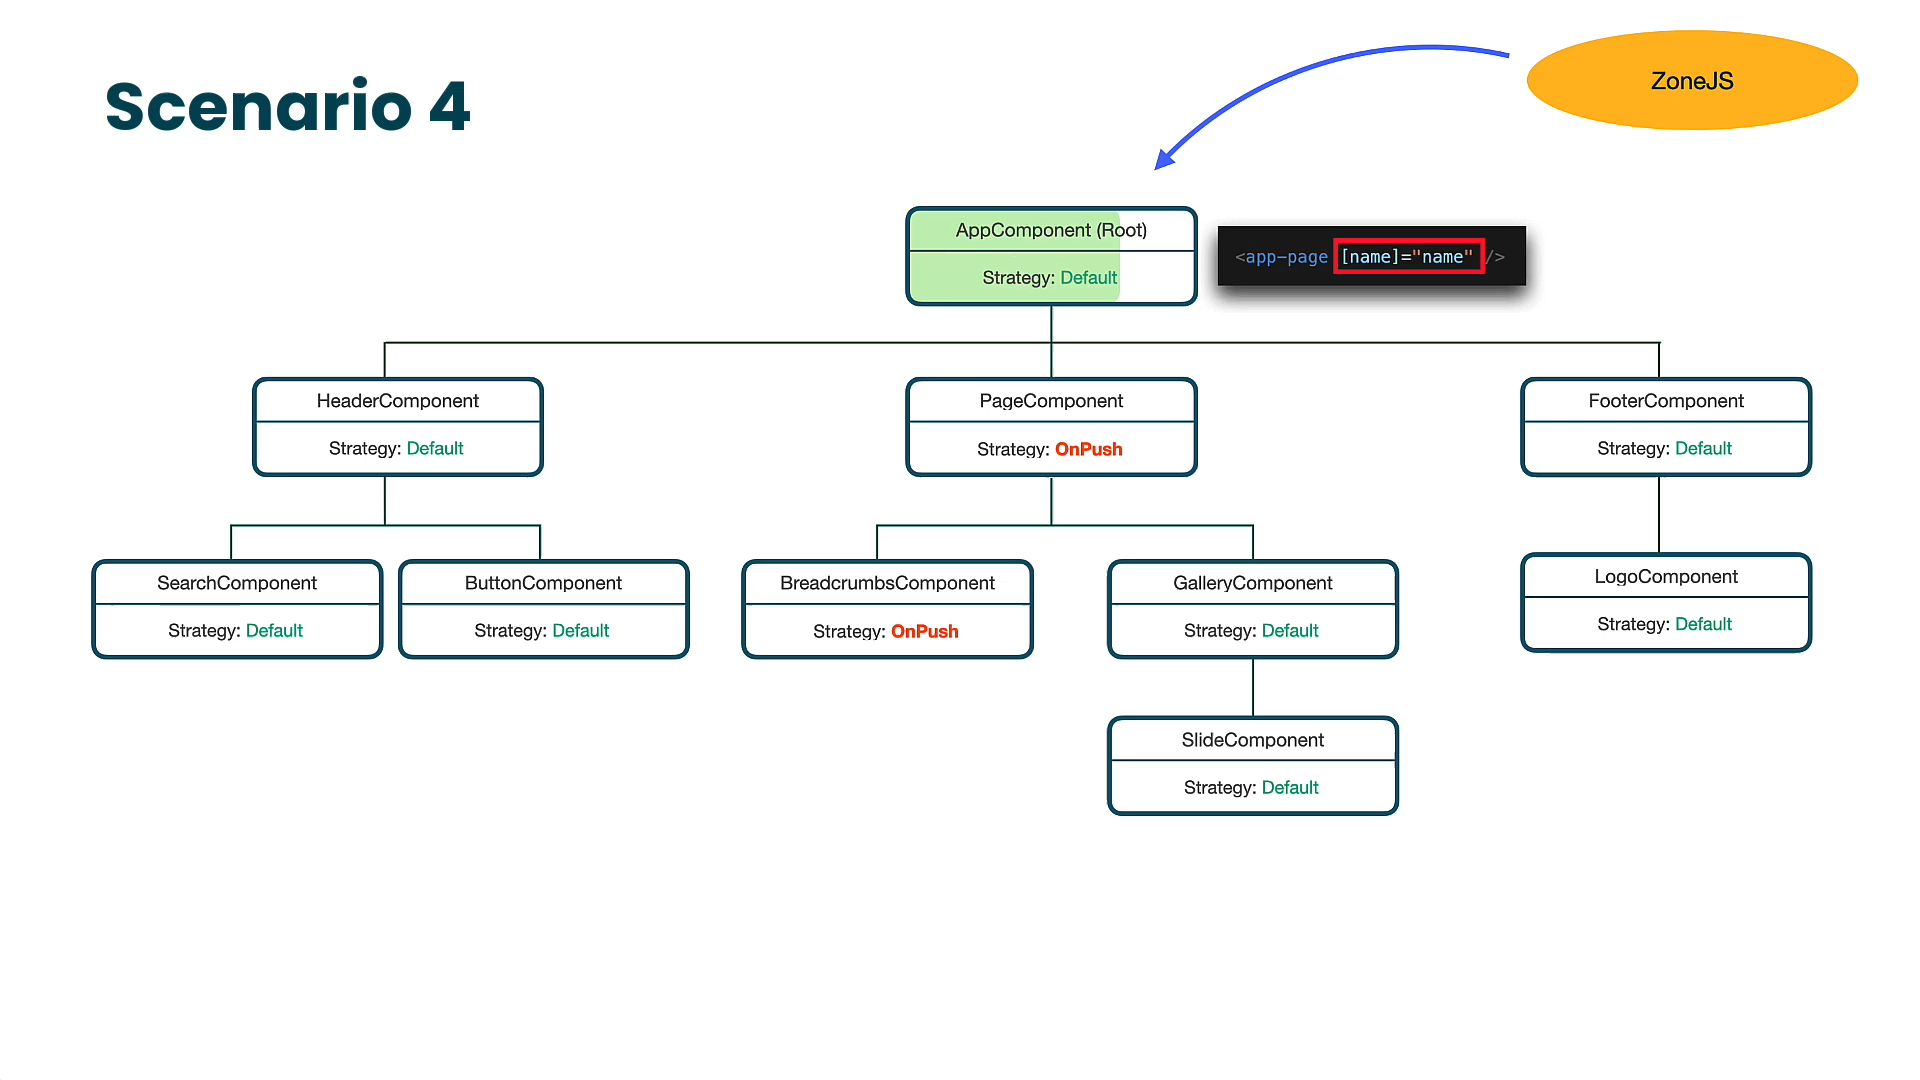 Scenario 4
ZoneJS
AppComponent (Root)
Strategy: Default
<app-page [name]="name" />
HeaderComponent
Strategy: Default
PageComponent
Strategy: OnPush
FooterComponent
Strategy: Default
SearchComponent
Strategy: Default
ButtonComponent
Strategy: Default
BreadcrumbsComponent
Strategy: OnPush
GalleryComponent
Strategy: Default
LogoComponent
Strategy: Default
SlideComponent
Strategy: Default